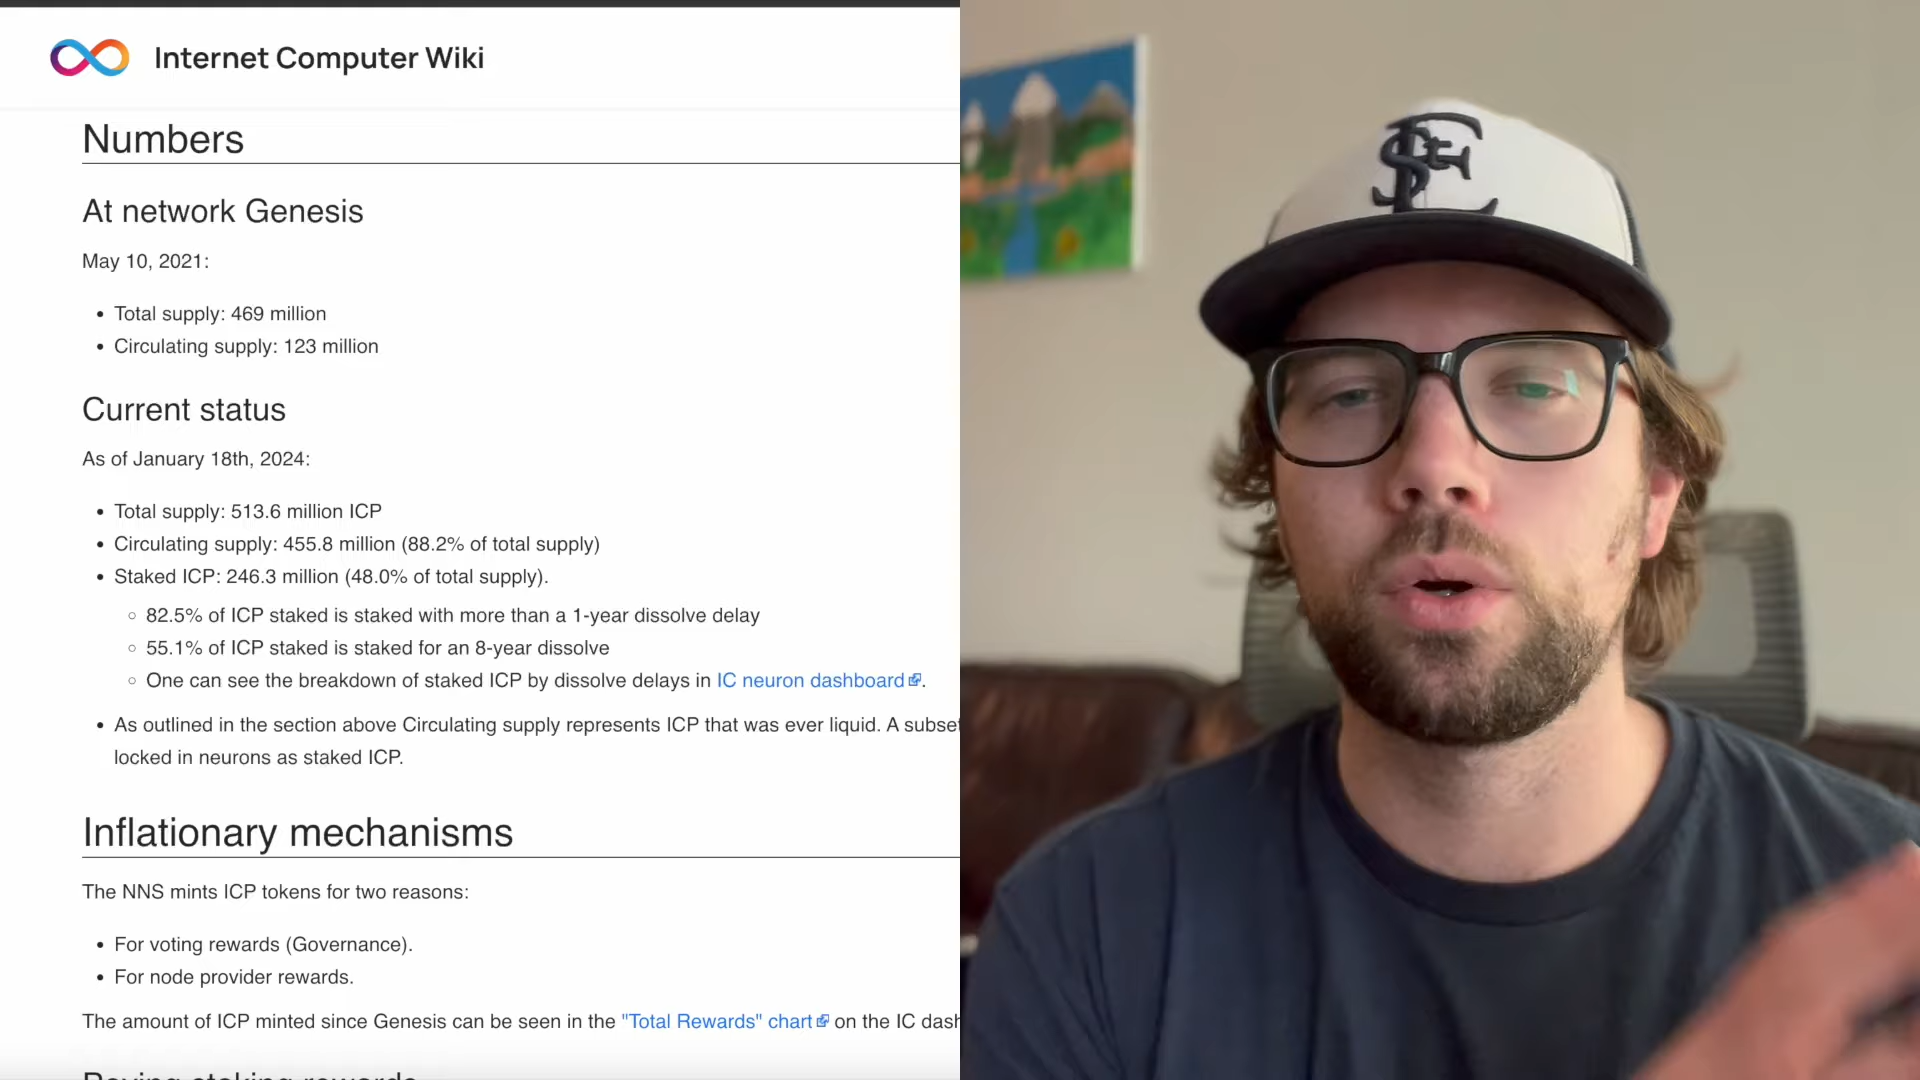 Internet Computer Wiki
Numbers
At network Genesis
May 10, 2021:
• Total supply: 469 million
• Circulating supply: 123 million
Current status
As of January 18th, 2024:
• Total supply: 513.6 million ICP
• Circulating supply: 455.8 million (88.2% of total supply)
• Staked ICP: 246.3 million (48.0% of total supply).
◦ 82.5% of ICP staked is staked with more than a 1-year dissolve delay
◦ 55.1% of ICP staked is staked for an 8-year dissolve
◦ One can see the breakdown of staked ICP by dissolve delays in IC neuron dashboard.
• As outlined in the section above Circulating supply represents ICP that was ever liquid. A subset
locked in neurons as staked ICP.
Inflationary mechanisms
The NNS mints ICP tokens for two reasons:
• For voting rewards (Governance).
• For node provider rewards.
The amount of ICP minted since Genesis can be seen in the "Total Rewards" chart on the IC dash